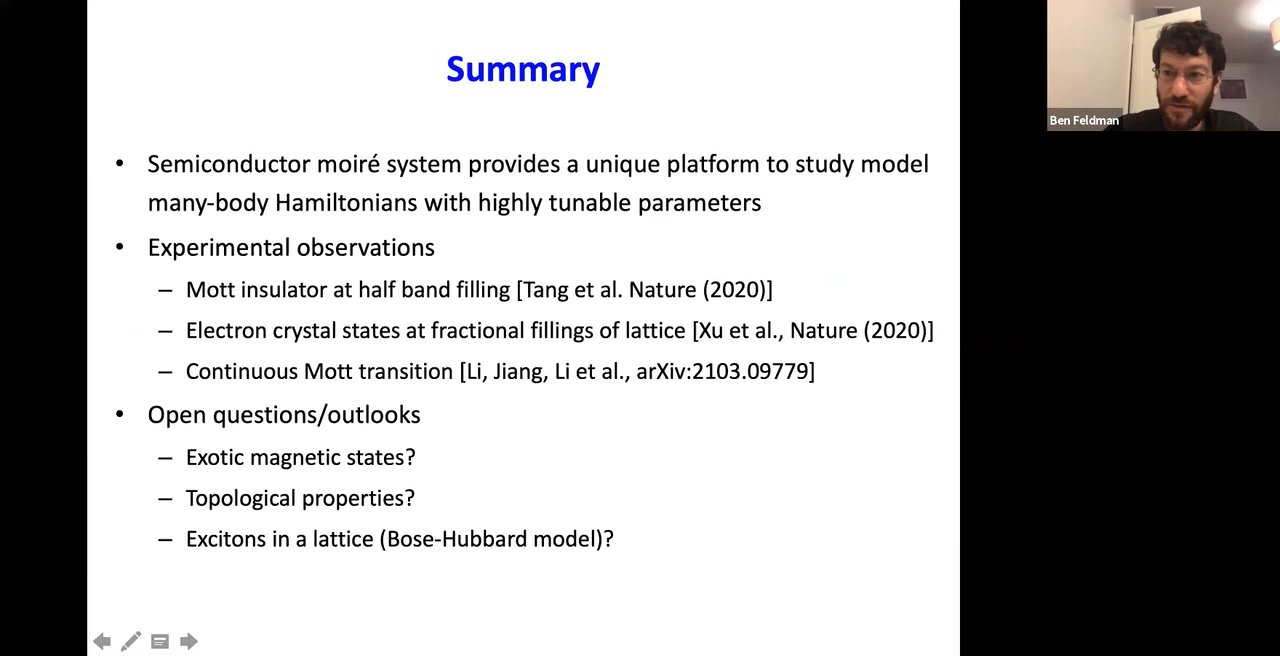 Summary
• Semiconductor moiré system provides a unique platform to study model
many-body Hamiltonians with highly tunable parameters
• Experimental observations
– Mott insulator at half band filling [Tang et al. Nature (2020)]
– Electron crystal states at fractional fillings of lattice [Xu et al., Nature (2020)]
– Continuous Mott transition [Li, Jiang, Li et al., arXiv:2103.09779]
• Open questions/outlooks
– Exotic magnetic states?
– Topological properties?
– Excitons in a lattice (Bose-Hubbard model)?
Ben Feldman